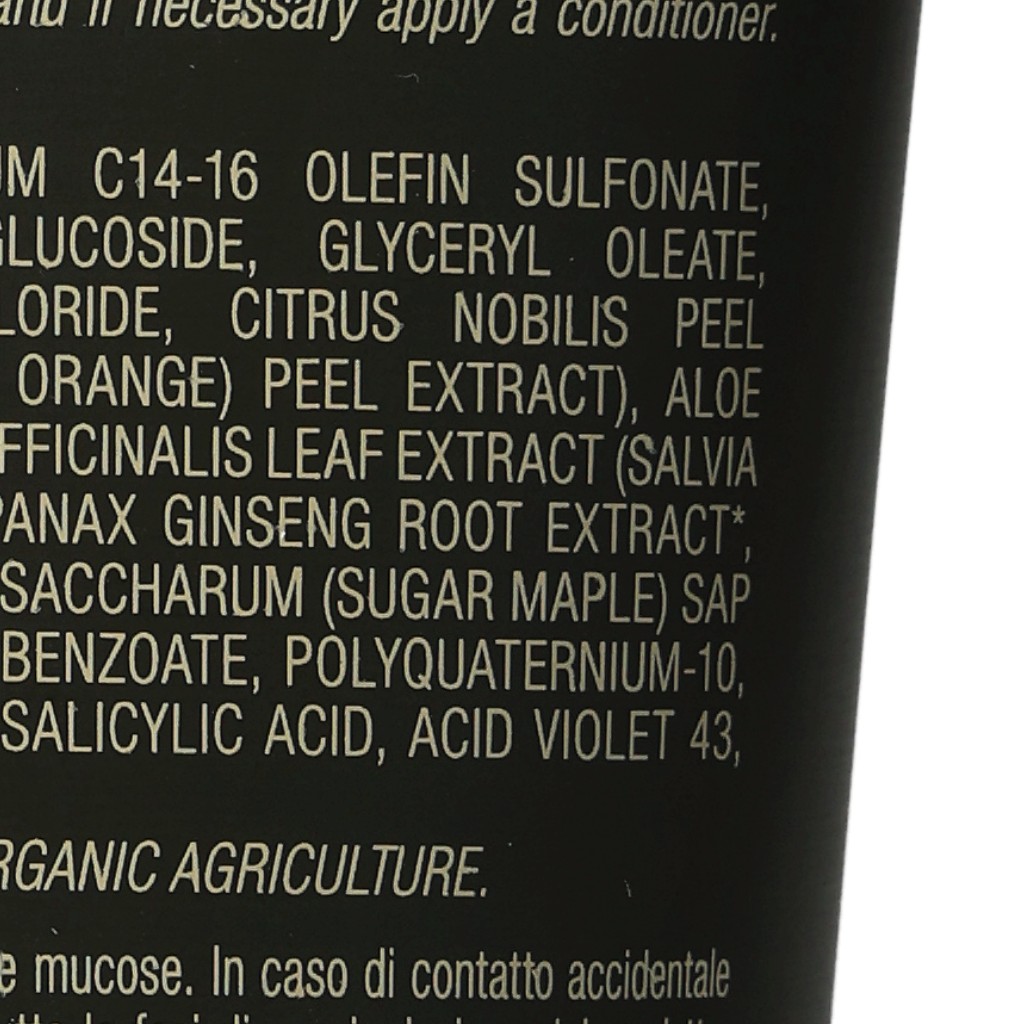 if necessary apply a conditioner.
C14-16 OLEFIN SULFONATE,
GLUCOSIDE, GLYCERYL OLEATE,
LORIDE, CITRUS NOBILIS PEEL
ORANGE) PEEL EXTRACT), ALOE
FFICINALIS LEAF EXTRACT (SALVIA
PANAX GINSENG ROOT EXTRACT*,
SACCHARUM (SUGAR MAPLE) SAP
BENZOATE, POLYQUATERNIUM-10,
SALICYLIC ACID, ACID VIOLET 43,
RGANIC AGRICULTURE.
e mucose. In caso di contatto accidentale